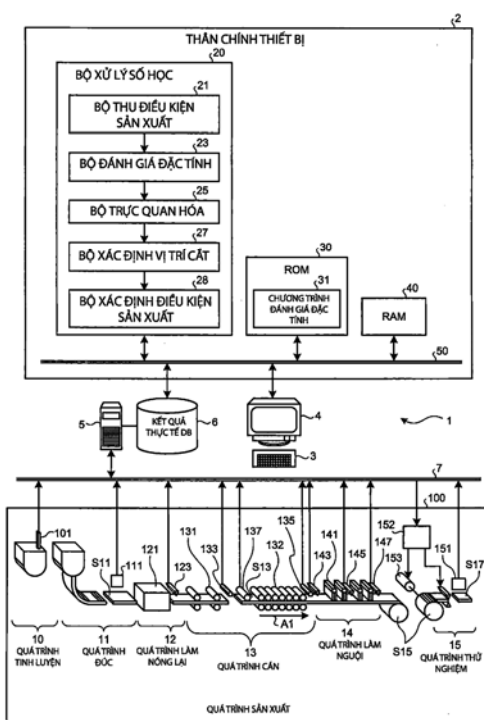 2
THÂN CHÍNH THIẾT BỊ
20
BỘ XỬ LÝ SỐ HỌC
21
BỘ THU ĐIỀU KIỆN
SẢN XUẤT
23
BỘ ĐÁNH GIÁ ĐẶC TÍNH
25
BỘ TRỰC QUAN HÓA
27
BỘ XÁC ĐỊNH VỊ TRÍ CẮT
28
BỘ XÁC ĐỊNH ĐIỀU KIỆN
SẢN XUẤT
30
ROM
31
CHƯƠNG TRÌNH
ĐÁNH GIÁ ĐẶC
TÍNH
40
RAM
50
5
KẾT QUẢ
THỰC TẾ DB
6
4
3
1
7
100
101
S11
111
121
123
131
133
137
S13
132
135
143
141
145
147
152
153
151
S17
A1
S15
10
QUÁ TRÌNH
TINH LUYỆN
11
QUÁ TRÌNH
ĐÚC
12
QUÁ TRÌNH LÀM
NÓNG LẠI
13
QUÁ TRÌNH CÁN
14
QUÁ TRÌNH LÀM
NGUỘI
15
QUÁ TRÌNH THỬ
NGHIỆM
QUÁ TRÌNH SẢN XUẤT